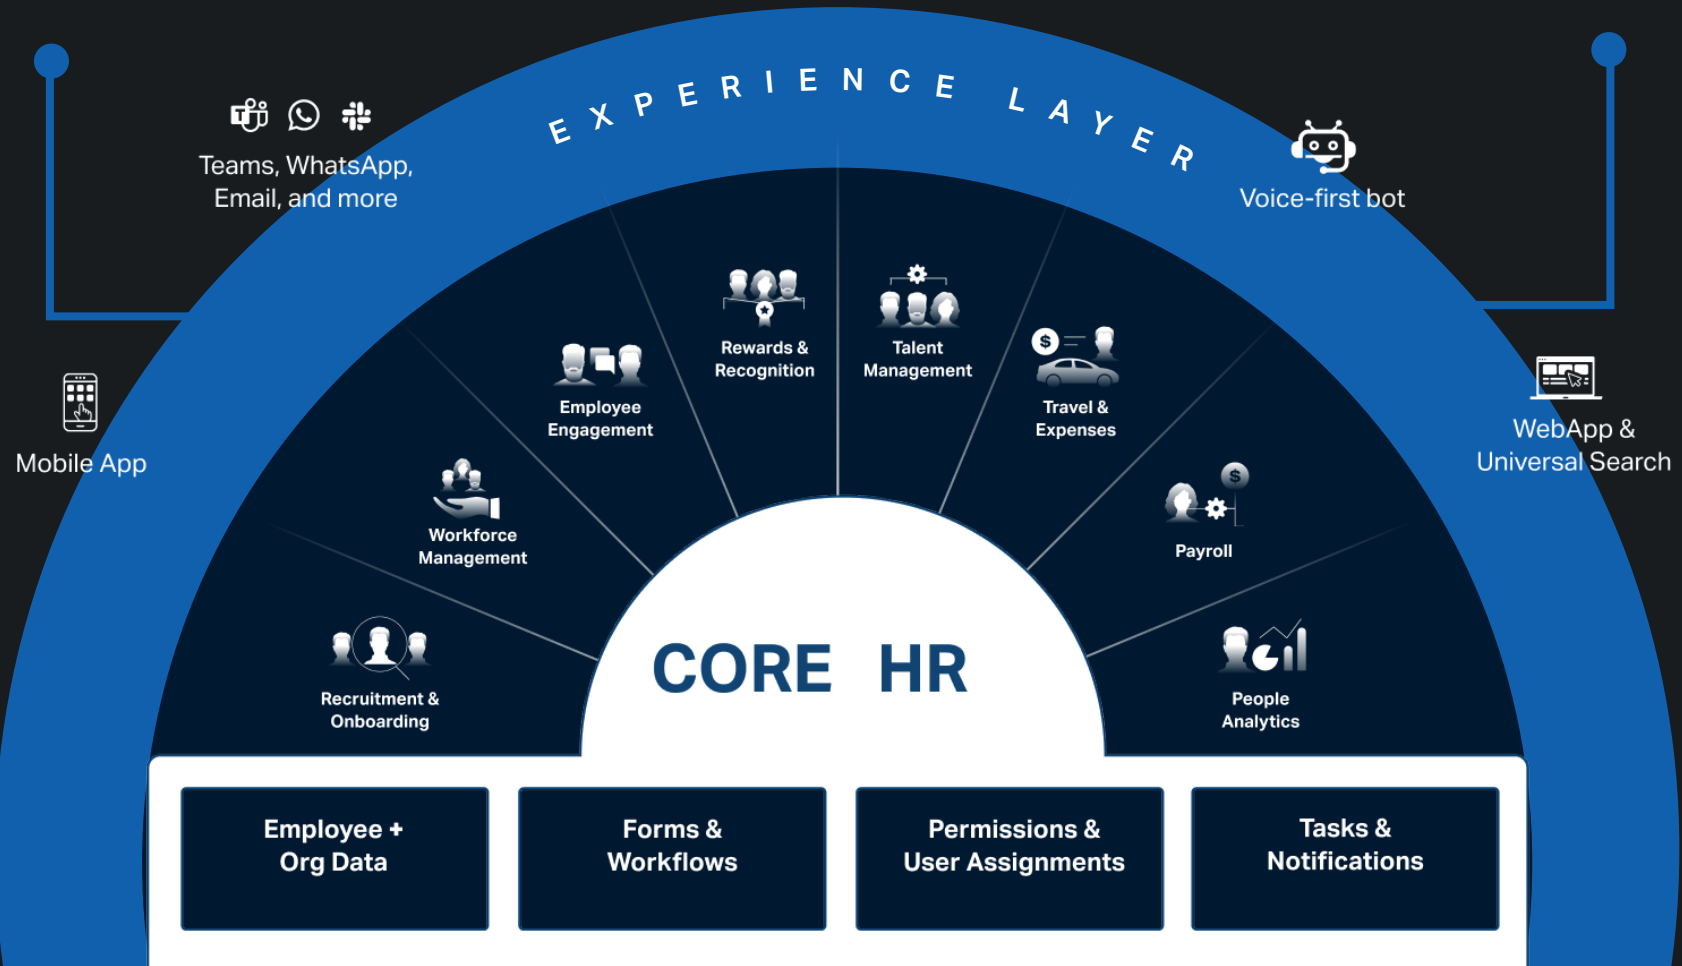 EXPERIENCE LAYER
Teams, WhatsApp,
Email, and more
Voice-first bot
Mobile App
WebApp &
Universal Search
Rewards &
Recognition
Talent
Management
Employee
Engagement
Travel &
Expenses
Workforce
Management
Payroll
Recruitment &
Onboarding
People
Analytics
CORE HR
Employee +
Org Data
Forms &
Workflows
Permissions &
User Assignments
Tasks &
Notifications